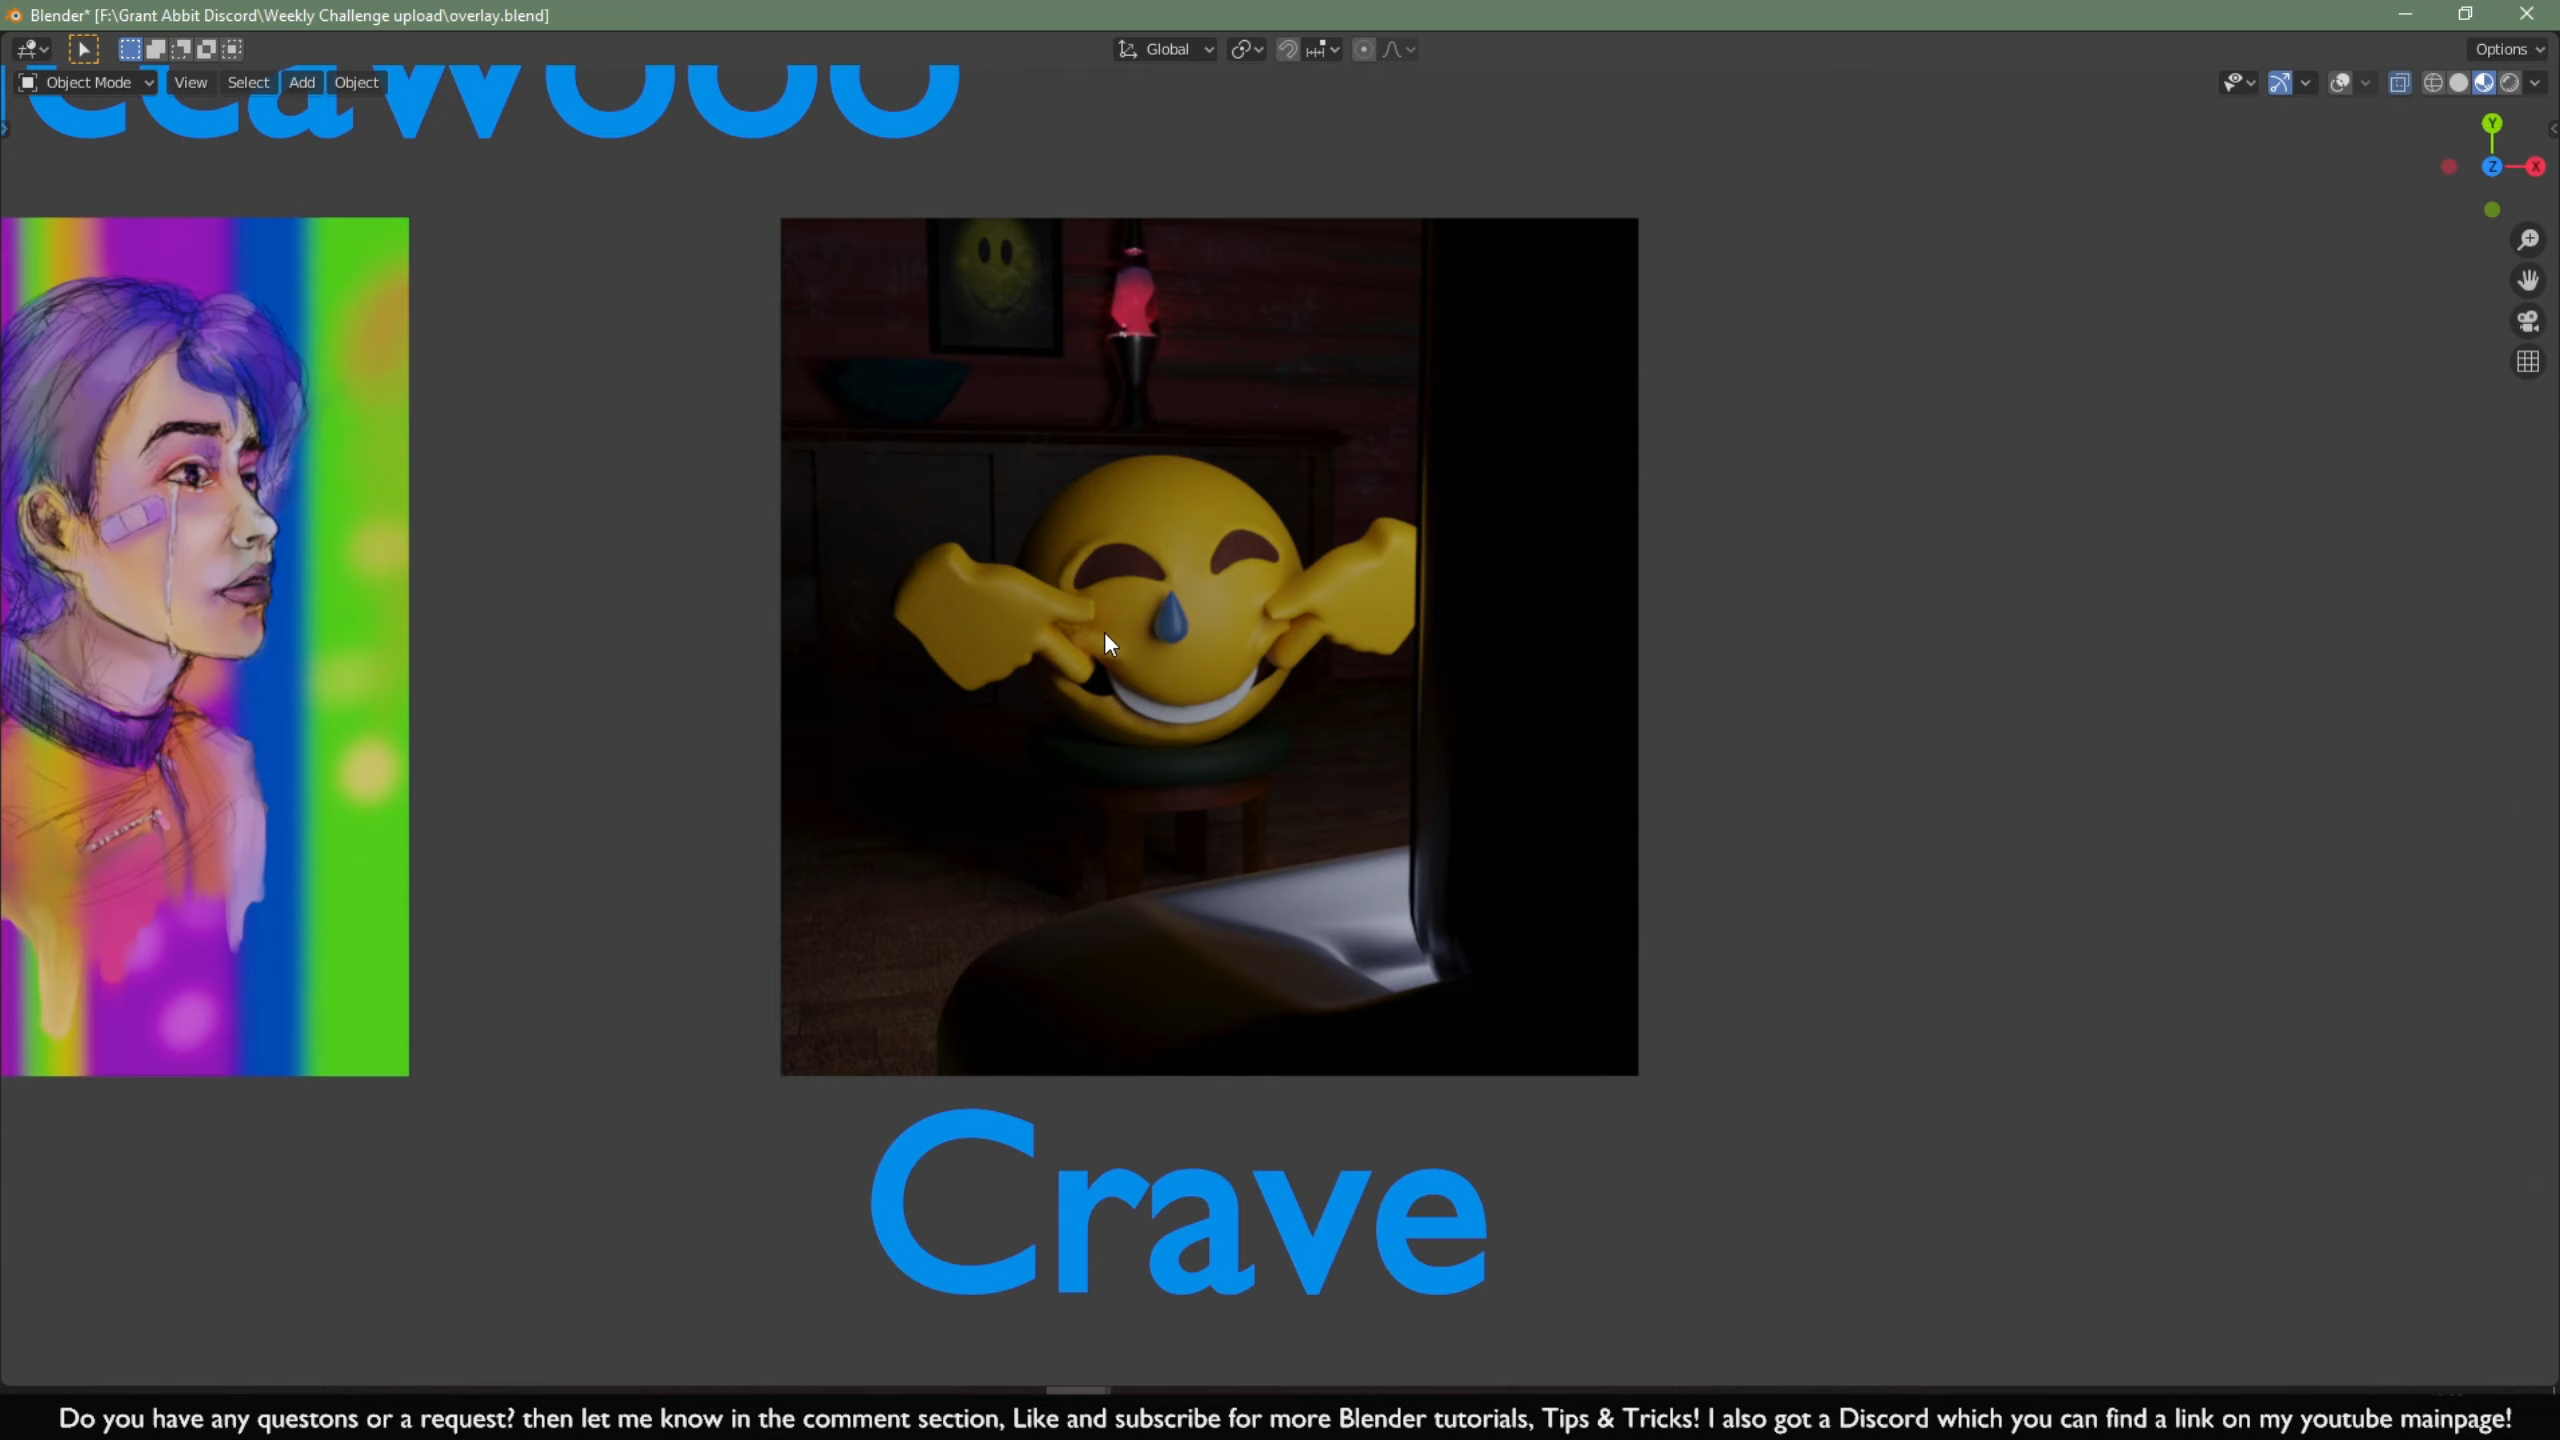 Blender* [F:\Grant Abbit Discord\Weekly Challenge upload\overlay.blend]
Global
Options
Object Mode View Select Add Object
Y
Z X
Crave
Do you have any questons or a request? then let me know in the comment section, Like and subscribe for more Blender tutorials, Tips & Tricks! I also got a Discord which you can find a link on my youtube mainpage!